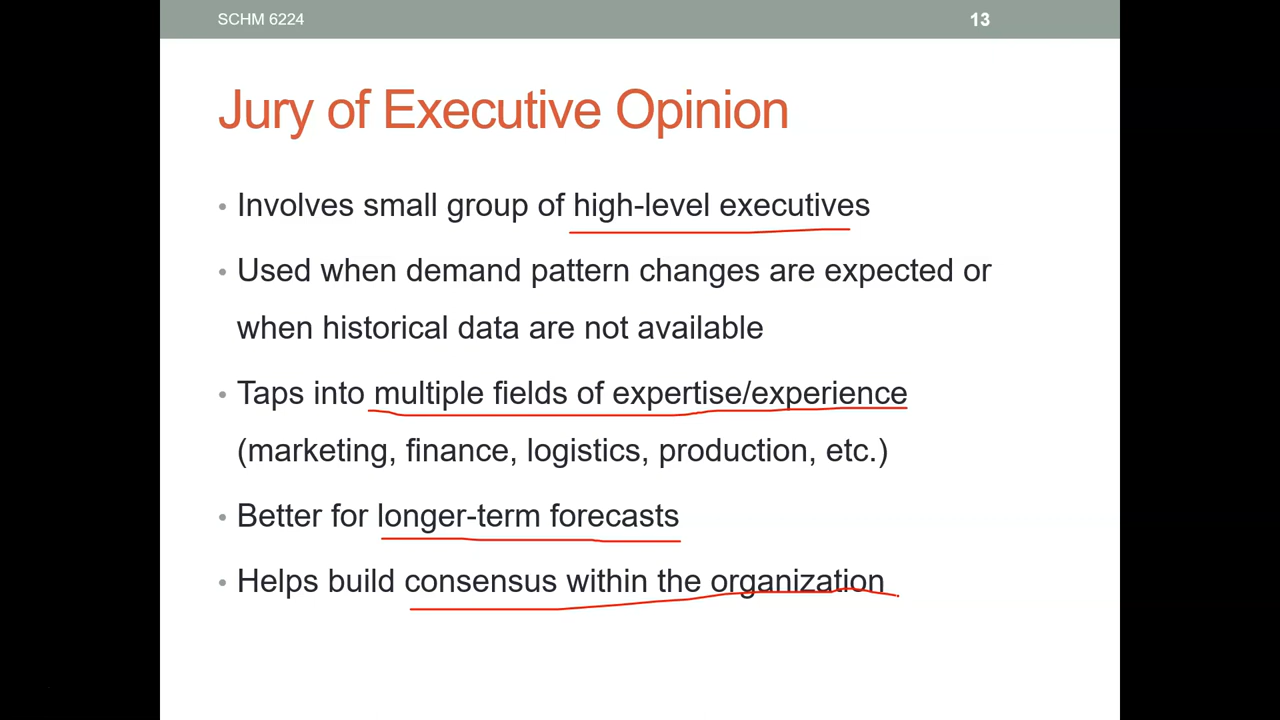 SCHM 6224
13
Jury of Executive Opinion
• Involves small group of high-level executives
• Used when demand pattern changes are expected or
when historical data are not available
• Taps into multiple fields of expertise/experience
(marketing, finance, logistics, production, etc.)
• Better for longer-term forecasts
• Helps build consensus within the organization